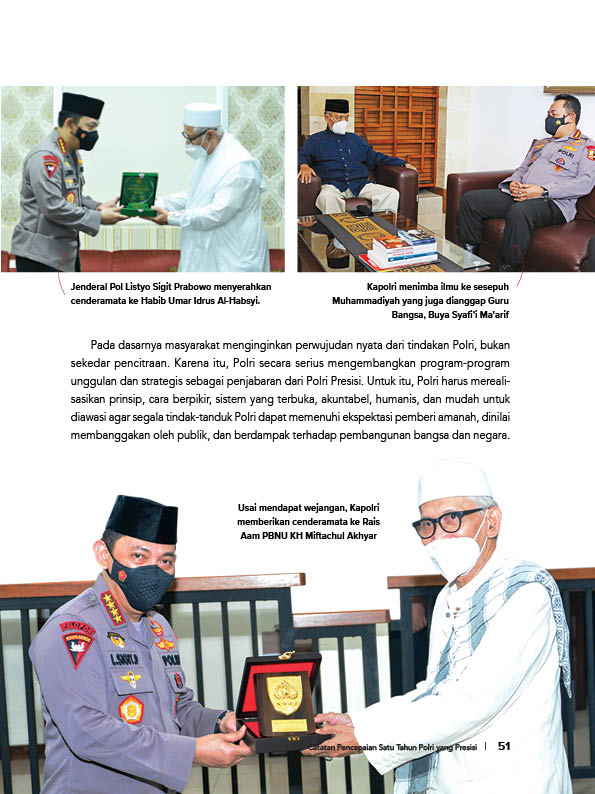 POLRI
Jenderal Pol Listyo Sigit Prabowo menyerahkan
cenderamata ke Habib Umar Idrus Al-Habsyi.
Kapolri menimba ilmu ke sesepuh
Muhammadiyah yang juga dianggap Guru
Bangsa, Buya Syafi’i Ma’arif
Pada dasarnya masyarakat menginginkan perwujudan nyata dari tindakan Polri, bukan
sekedar pencitraan. Karena itu, Polri secara serius mengembangkan program-program
unggulan dan strategis sebagai penjabaran dari Polri Presisi. Untuk itu, Polri harus mereali-
sasikan prinsip, cara berpikir, sistem yang terbuka, akuntabel, humanis, dan mudah untuk
diawasi agar segala tindak-tanduk Polri dapat memenuhi ekspektasi pemberi amanah, dinilai
membanggakan oleh publik, dan berdampak terhadap pembangunan bangsa dan negara.
Usai mendapat wejangan, Kapolri
memberikan cenderamata ke Rais
Aam PBNU KH Miftachul Akhyar
PELOPOR
L. SIGIT. P
POLRI
Catatan Pencapaian Satu Tahun Polri yang Presisi | 51